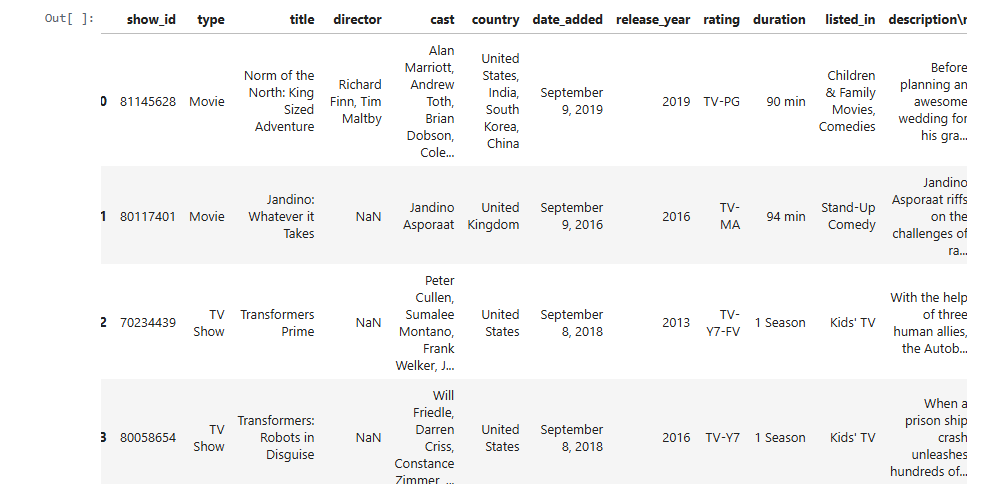 Out[ ]:
show_id type title director cast country date_added release_year rating duration listed_in description\r
0 81145628 Movie Norm of the North: King Sized Adventure Richard Finn, Tim Maltby Alan Marriott, Andrew Toth, Brian Dobson, Cole... United States, India, South Korea, China September 9, 2019 2019 TV-PG 90 min Children & Family Movies, Comedies Before planning an awesome wedding for his gra...
1 80117401 Movie Jandino: Whatever it Takes NaN Jandino Asporaat United Kingdom September 9, 2016 2016 TV-MA 94 min Stand-Up Comedy Jandino Asporaat riffs on the challenges of ra...
2 70234439 TV Show Transformers Prime NaN Peter Cullen, Sumalee Montano, Frank Welker, J... United States September 8, 2018 2013 TV-Y7-FV 1 Season Kids' TV With the help of three human allies, the Autob...
3 80058654 TV Show Transformers: Robots in Disguise NaN Will Friedle, Darren Criss, Constance Zimmer, ... United States September 8, 2018 2016 TV-Y7 1 Season Kids' TV When a prison ship crash unleashes hundreds of...